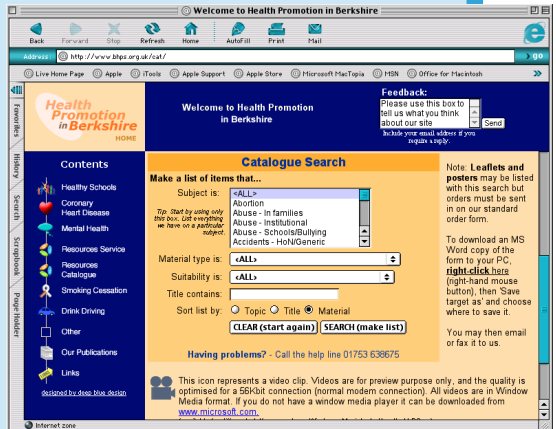 Welcome to Health Promotion in Berkshire
Back Forward Stop Refresh Home AutoFill Print Mail
Address: http://www.bhps.org.uk/cat/ go
Live Home Page Apple iTools Apple Support Apple Store Microsoft MacTopia MSN Office for Macintosh
Favorites
History
Search
Scrapbook
Page Holder
Health
Promotion
in Berkshire
HOME
Welcome to Health Promotion
in Berkshire
Feedback:
Please use this box to
tell us what you think
about our site
Send
Include your email address if you
require a reply.
Contents
Healthy Schools
Coronary
Heart Disease
Mental Health
Resources Service
Resources
Catalogue
Smoking Cessation
Drink Driving
Other
Our Publications
Links
designed by deep blue design
Catalogue Search
Make a list of items that...
Subject is:
Tip: Start by using only
this box. List everything
we have on a particular
subject.
<ALL>
Abortion
Abuse - In families
Abuse - Institutional
Abuse - Schools/Bullying
Accidents - HoN/Generic
Material type is: <ALL>
Suitability is: <ALL>
Title contains:
Sort list by: Topic Title Material
CLEAR (start again) SEARCH (make list)
Having problems? - Call the help line 01753 638675
Note: Leaflets and
posters may be listed
with this search but
orders must be sent
in on our standard
order form.
To download an MS
Word copy of the
form to your PC,
right-click here
(right-hand mouse
button), then 'Save
target as' and choose
where to save it.
You may then email
or fax it to us.
This icon represents a video clip. Videos are for preview purpose only, and the quality is
optimised for a 56Kbit connection (normal modem connection). All videos are in Window
Media format. If you do not have a window media player it can be downloaded from
www.microsoft.com.
Internet zone